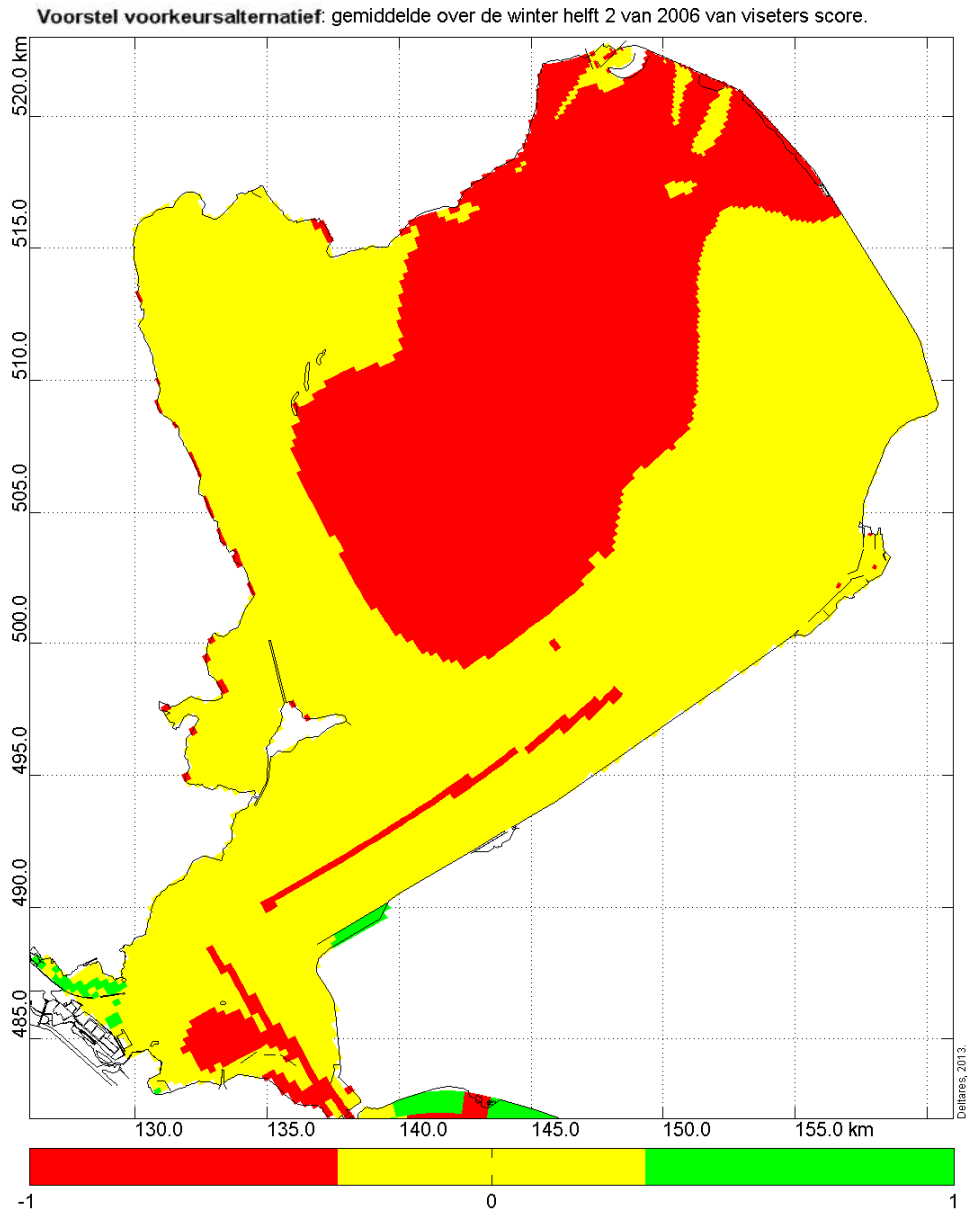 Voorstel voorkeursalternatief: gemiddelde over de winter helft 2 van 2006 van viseters score.
520.0 km
515.0
510.0
505.0
500.0
495.0
490.0
485.0
Deltares, 2013.
130.0 135.0 140.0 145.0 150.0 155.0 km
-1 0 1